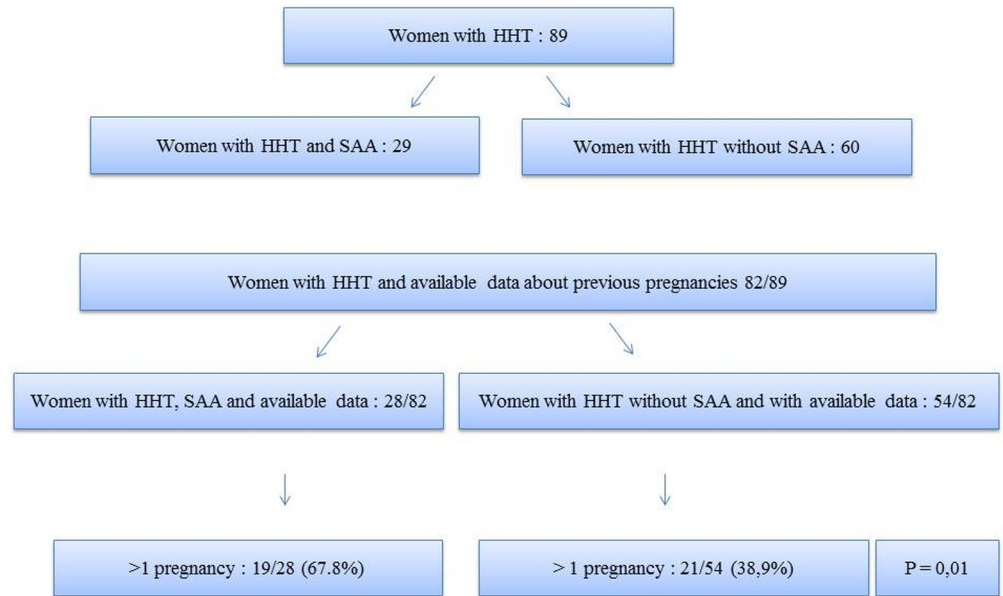 Women with HHT : 89
Women with HHT and SAA : 29
Women with HHT without SAA : 60
Women with HHT and available data about previous pregnancies 82/89
Women with HHT, SAA and available data : 28/82
Women with HHT without SAA and with available data : 54/82
>1 pregnancy : 19/28 (67.8%)
> 1 pregnancy : 21/54 (38,9%)
P = 0,01